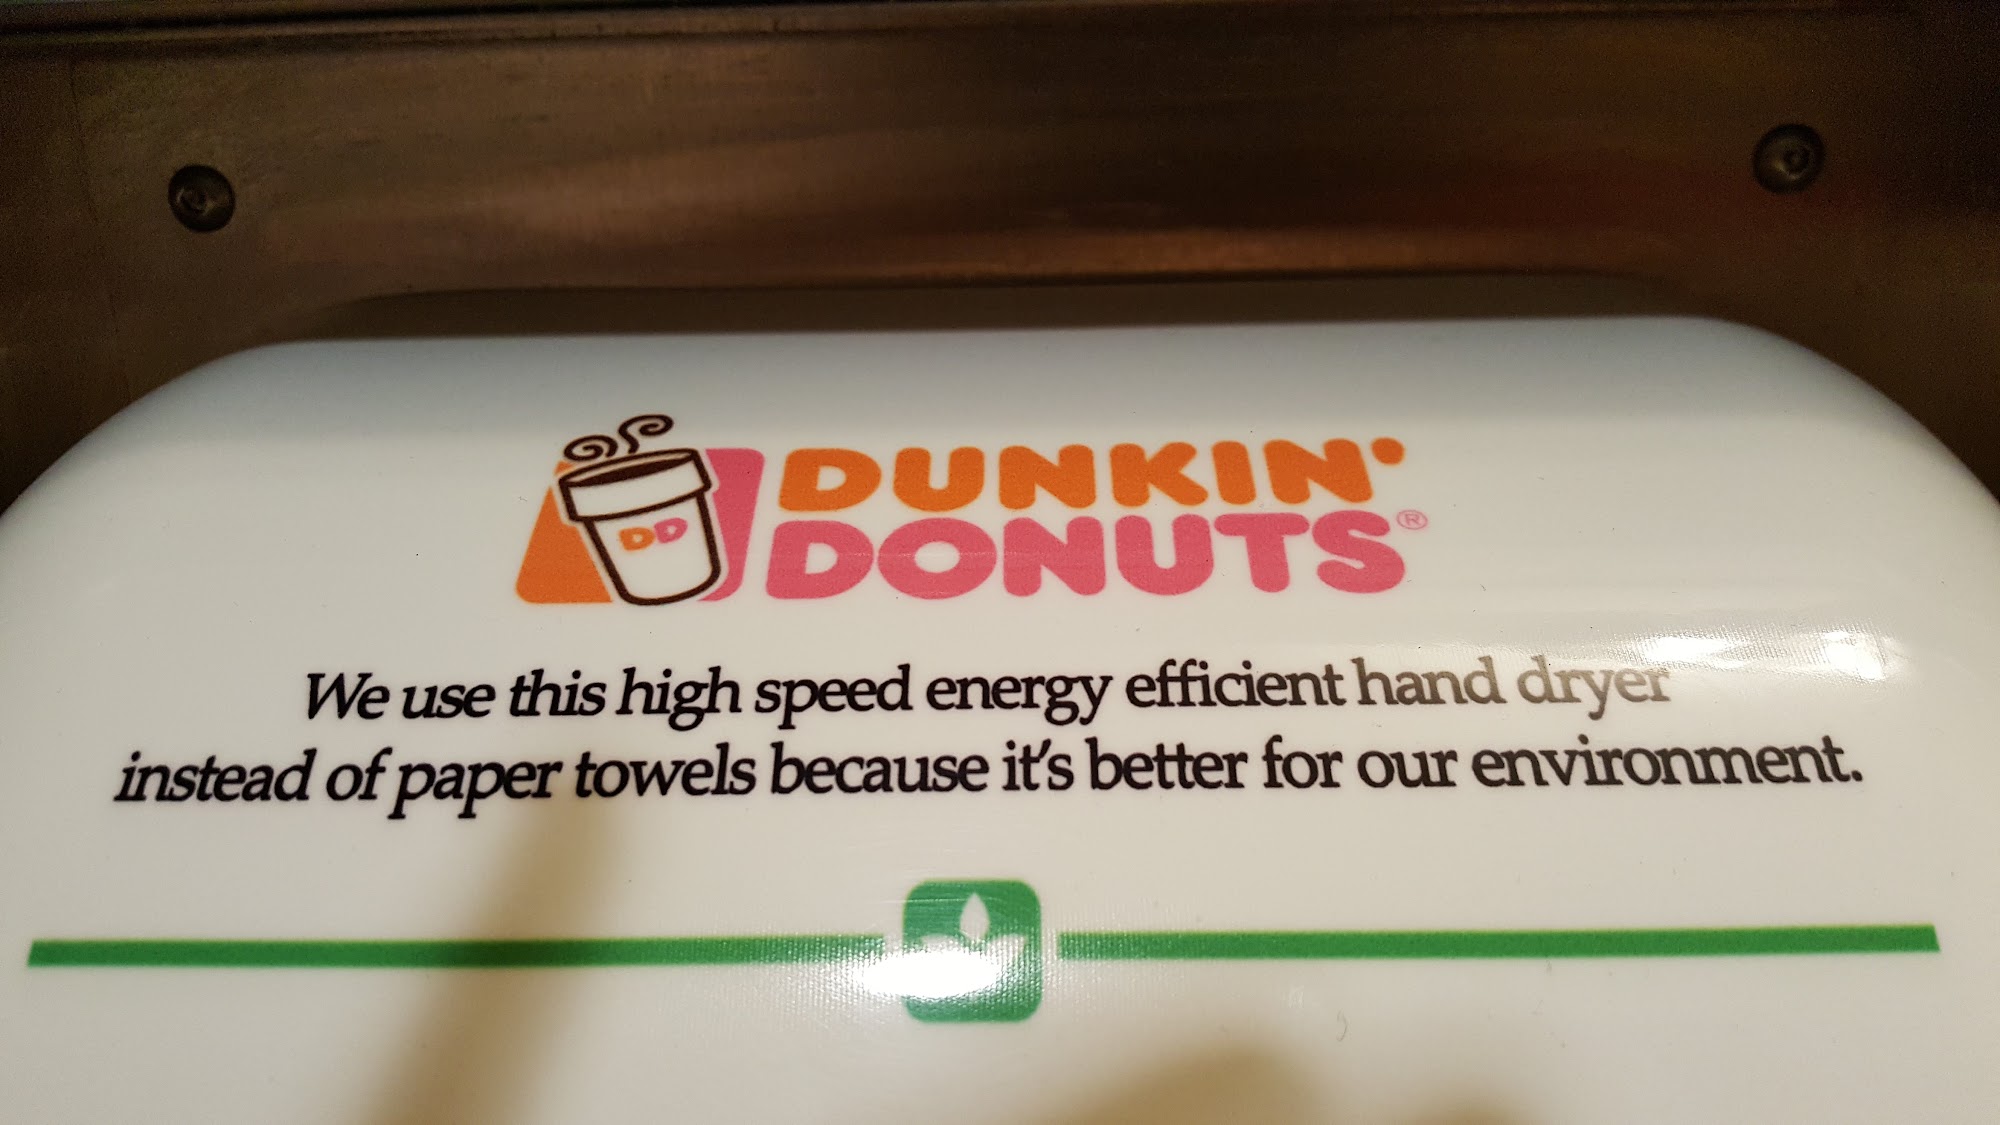 DD
DUNKIN'
DONUTS®
We use this high speed energy efficient hand dryer
instead of paper towels because it's better for our environment.